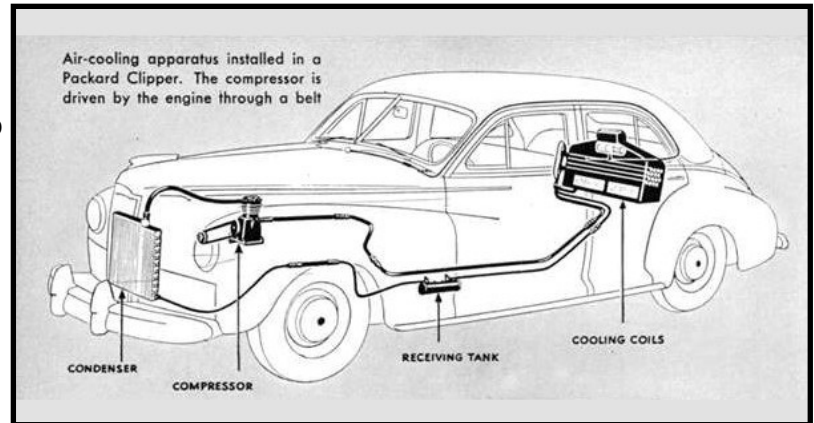 Air-cooling apparatus installed in a
Packard Clipper. The compressor is
driven by the engine through a belt
COOLING COILS
RECEIVING TANK
CONDENSER
COMPRESSOR